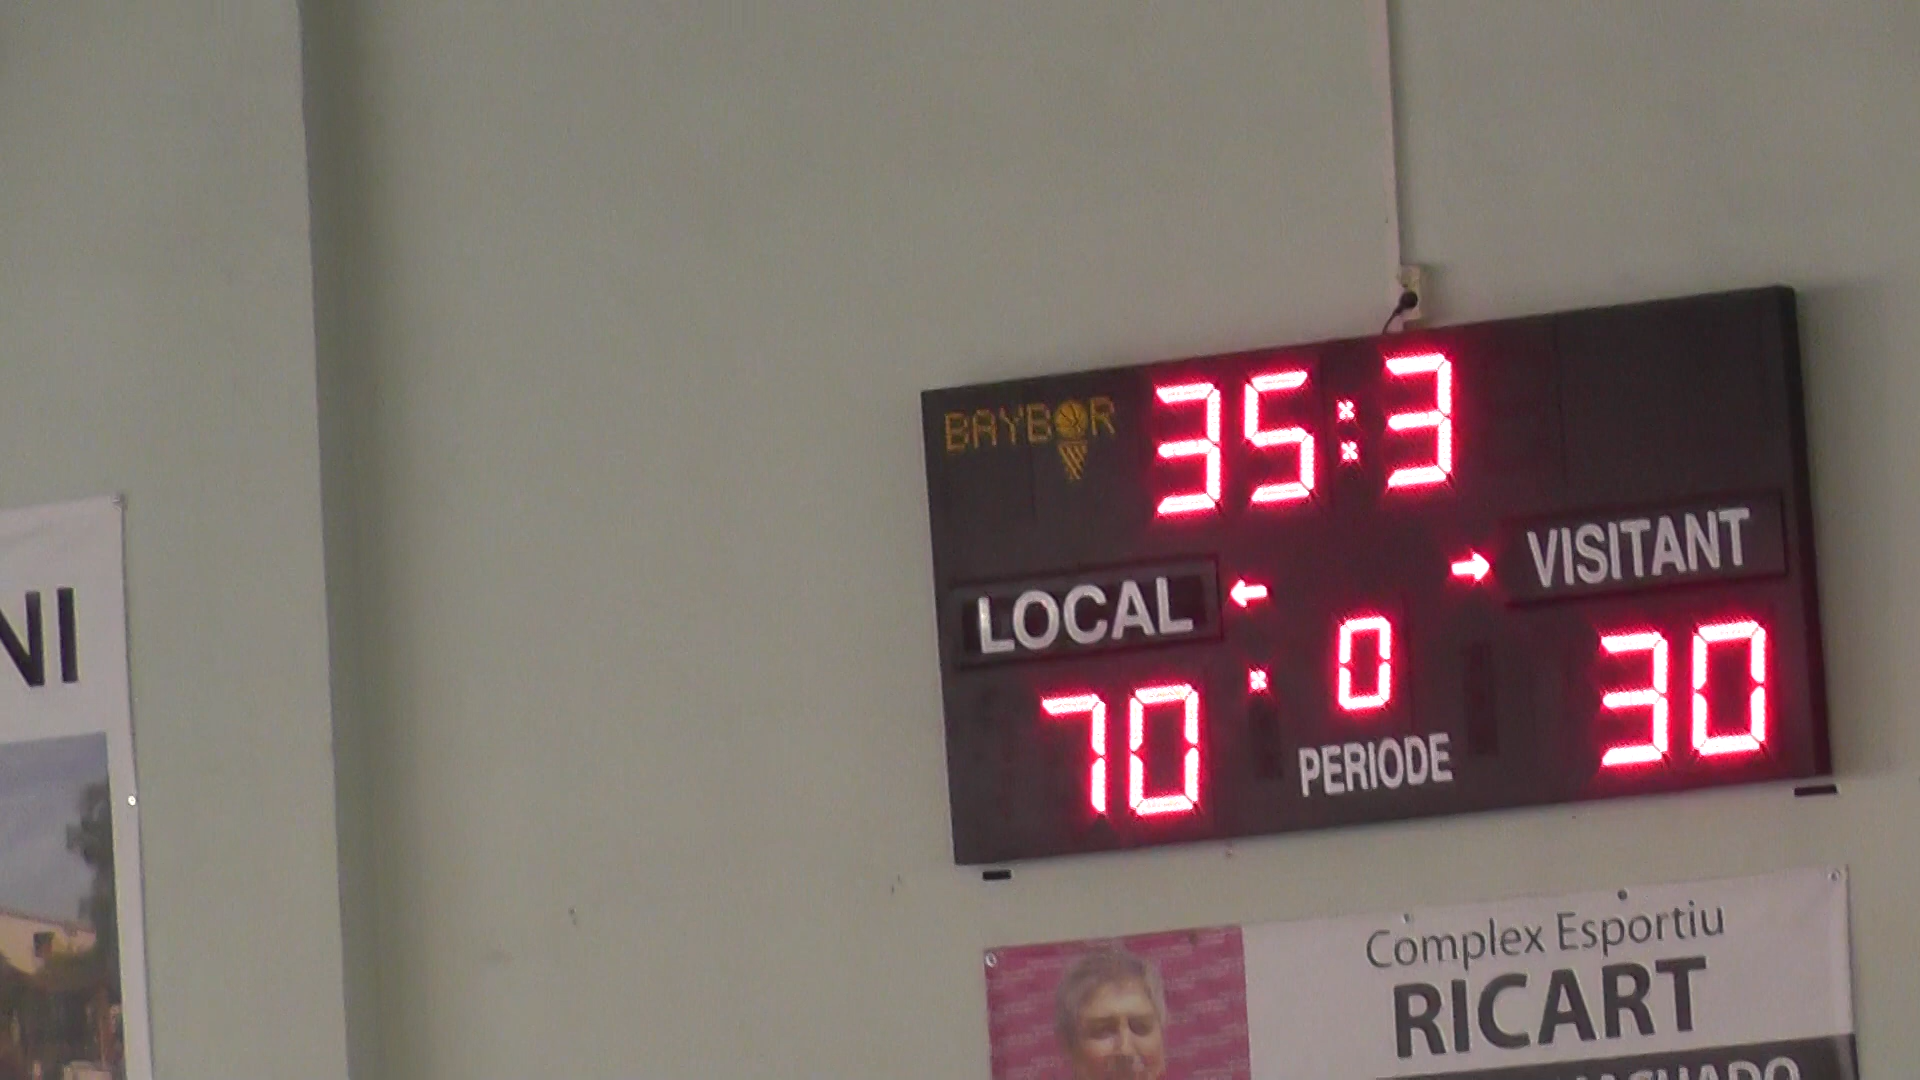 BAYBOR
35:3
LOCAL
VISITANT
70
0
30
PERIODE
NI
Complex Esportiu
RICART